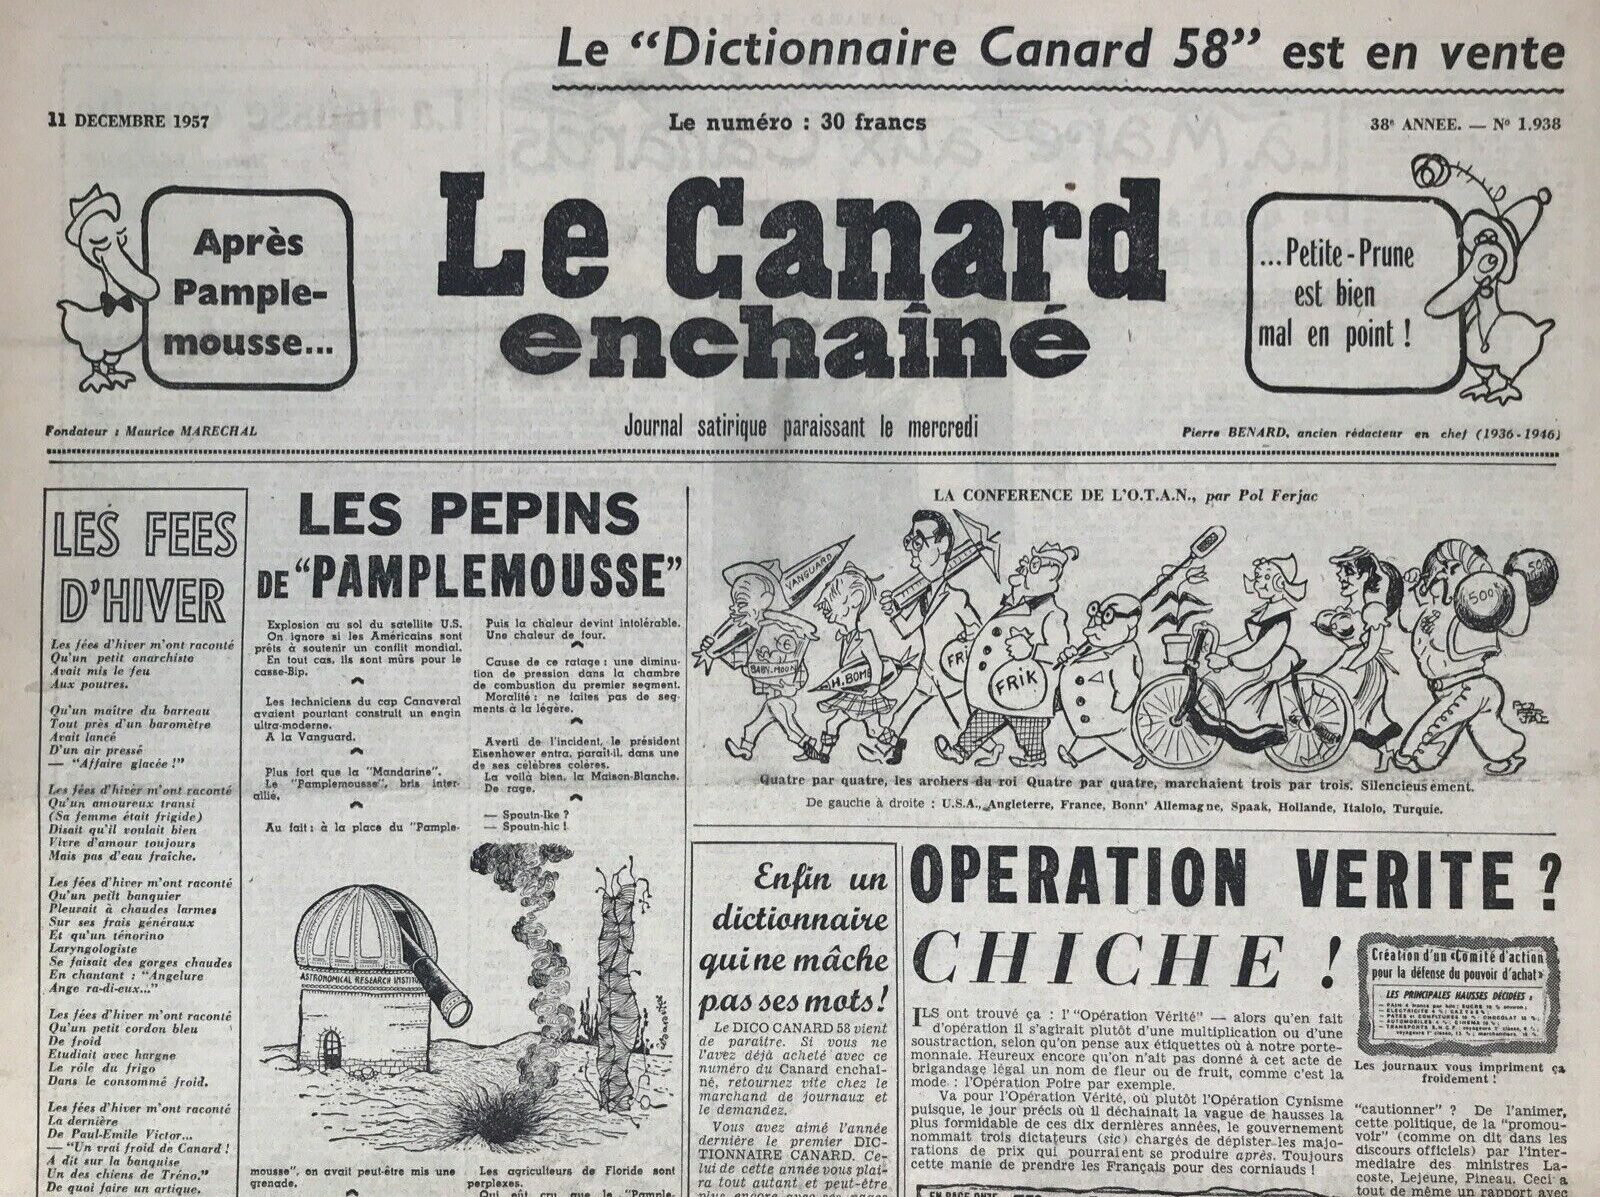 Le "Dictionnaire Canard 58" est en vente
11 DECEMBRE 1957
Le numéro : 30 francs
38e ANNEE. — No 1.938
Après
Pample-
mousse...
Le Canard
enchaîné
...Petite-Prune
est bien
mal en point !
Fondateur : Maurice MARECHAL
Journal satirique paraissant le mercredi
Pierre BENARD, ancien rédacteur en chef (1936-1946)
LES FEES
D'HIVER
Les fées d'hiver m'ont raconté
Qu'un petit anarchiste
Avait mis le feu
Aux poutres.
Qu'un maître du barreau
Tout près d'un baromètre
Avait lancé
D'un air pressé
— "Affaire glacée !"
Les fées d'hiver m'ont raconté
Qu'un amoureux transi
(Sa femme était frigide)
Disait qu'il voulait bien
Vivre d'amour toujours
Mais pas d'eau fraîche.
Les fées d'hiver m'ont raconté
Qu'un petit banquier
Pleurait à chaudes larmes
Sur ses frais généraux
Et qu'un ténorino
Laryngologiste
Se faisait des gorges chaudes
En chantant : "Angelure
Ange ra-di-eux..."
Les fées d'hiver m'ont raconté
Qu'un petit cordon bleu
De froid
Etudiait avec hargne
Le rôle du frigo
Dans le consommé froid.
Les fées d'hiver m'ont raconté
La dernière
De Paul-Emile Victor...
— "Un vrai froid de Canard !
A dit sur la banquise
Un des chiens de Tréno."
De quoi faire un artique.
LES PEPINS
DE "PAMPLEMOUSSE"
Explosion au sol du satellite U.S.
On ignore si les Américains sont
prêts à soutenir un conflit mondial.
En tout cas, ils sont mûrs pour le
casse-Bip.
Les techniciens du cap Canaveral
avaient pourtant construit un engin
ultra-moderne.
A la Vanguard.
Plus fort que la "Mandarine".
Le "Pamplemousse", bris inter-
allié.
Au fait : à la place du "Pample-
Puis la chaleur devint intolérable.
Une chaleur de four.
Cause de ce ratage : une diminu-
tion de pression dans la chambre
de combustion du premier segment.
Moralité : ne faites pas de seg-
ments à la légère.
Averti de l'incident, le président
Eisenhower entra, paraît-il, dans une
de ses célèbres colères.
La voilà bien, la Maison-Blanche.
De rage.
— Spoutn-Ike ?
— Spoutn-hic !
ASTRONOMICAL RESEARCH INSTITU
mousse", on avait peut-être mis une
grenade.
Les agriculteurs de Floride sont
perplexes.
Qui eût cru que le "Pample-
LA CONFERENCE DE L'O.T.A.N., par Pol Ferjac
VANGUARD
BABY-MOON
H.BOMB
FRI
FRIK
500
500
POL FERJAC
Quatre par quatre, les archers du roi Quatre par quatre, marchaient trois par trois. Silencieusement.
De gauche à droite : U.S.A., Angleterre, France, Bonn' Allemagne, Spaak, Hollande, Italolo, Turquie.
Enfin un
dictionnaire
qui ne mâche
pas ses mots !
Le DICO CANARD 58 vient
de paraître. Si vous ne
l'avez déjà acheté avec ce
numéro du Canard enchaî-
né, retournez vite chez le
marchand de journaux et
le demandez.
Vous avez aimé l'année
dernière le premier DIC-
TIONNAIRE CANARD. Ce-
lui de cette année vous plai-
ra tout autant et peut-être
OPERATION VERITE ?
CHICHE !
ILS ont trouvé ça : l'"Opération Vérité" — alors qu'en fait
d'opération il s'agirait plutôt d'une multiplication ou d'une
soustraction, selon qu'on pense aux étiquettes où à notre porte-
monnaie. Heureux encore qu'on n'ait pas donné à cet acte de
brigandage légal un nom de fleur ou de fruit, comme c'est la
mode : l'Opération Poire par exemple.
Va pour l'Opération Vérité, où plutôt l'Opération Cynisme
puisque, le jour précis où il déchaînait la vague de hausses la
plus formidable de ces dix dernières années, le gouvernement
nommait trois dictateurs (sic) chargés de dépister les majo-
rations de prix qui pourraient se produire après. Toujours
cette manie de prendre les Français pour des corniauds !
EN PAGE ONZE
Création d'un «Comité d'action
pour la défense du pouvoir d'achat»
LES PRINCIPALES HAUSSES DÉCIDÉES :
Les journaux vous impriment ça
froidement !
"cautionner" ? De l'animer,
cette politique, de la "promou-
voir" (comme on dit dans les
discours officiels) par l'inter-
mediaire des ministres La-
coste, Lejeune, Pineau. Ceci a
tout de même un rapport avec